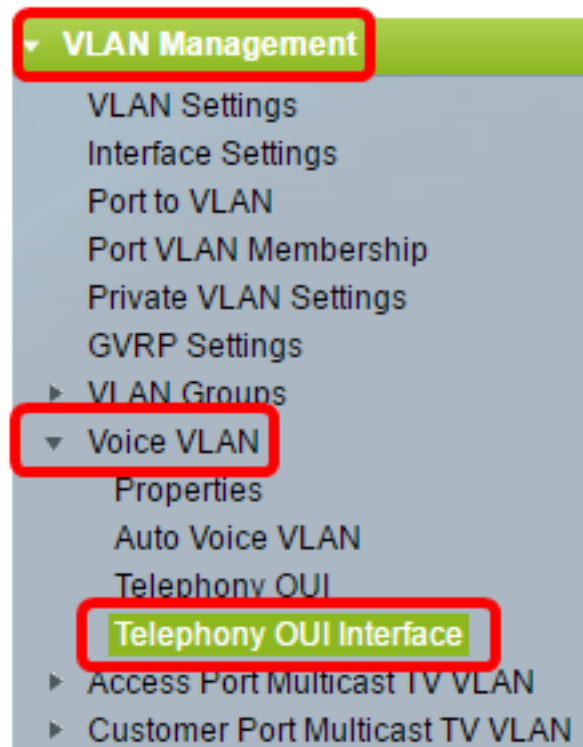 VLAN Management
VLAN Settings
Interface Settings
Port to VLAN
Port VLAN Membership
Private VLAN Settings
GVRP Settings
VLAN Groups
Voice VLAN
Properties
Auto Voice VLAN
Telephony OUI
Telephony OUI Interface
Access Port Multicast TV VLAN
Customer Port Multicast TV VLAN